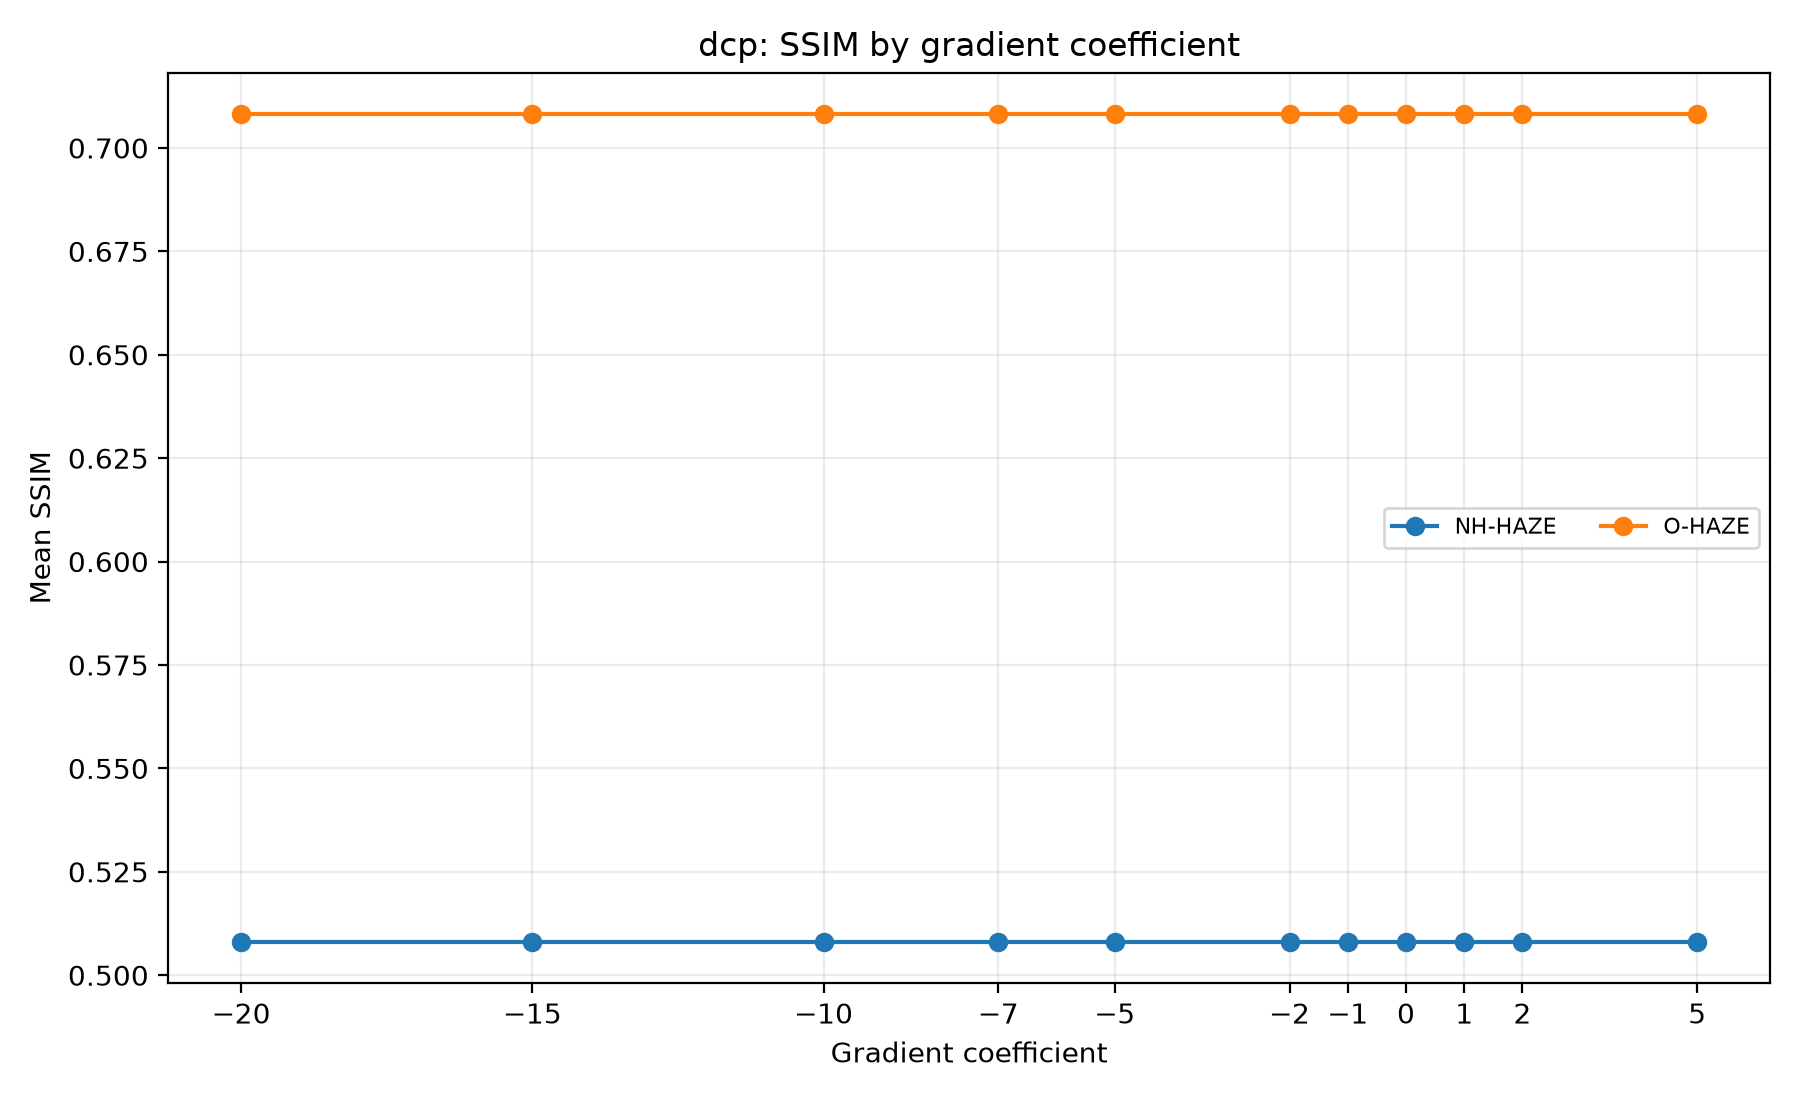 dcp: SSIM by gradient coefficient
Mean SSIM
0.700
0.675
0.650
0.625
0.600
0.575
0.550
0.525
0.500
NH-HAZE O-HAZE
−20 −15 −10 −7 −5 −2 −1 0 1 2 5
Gradient coefficient